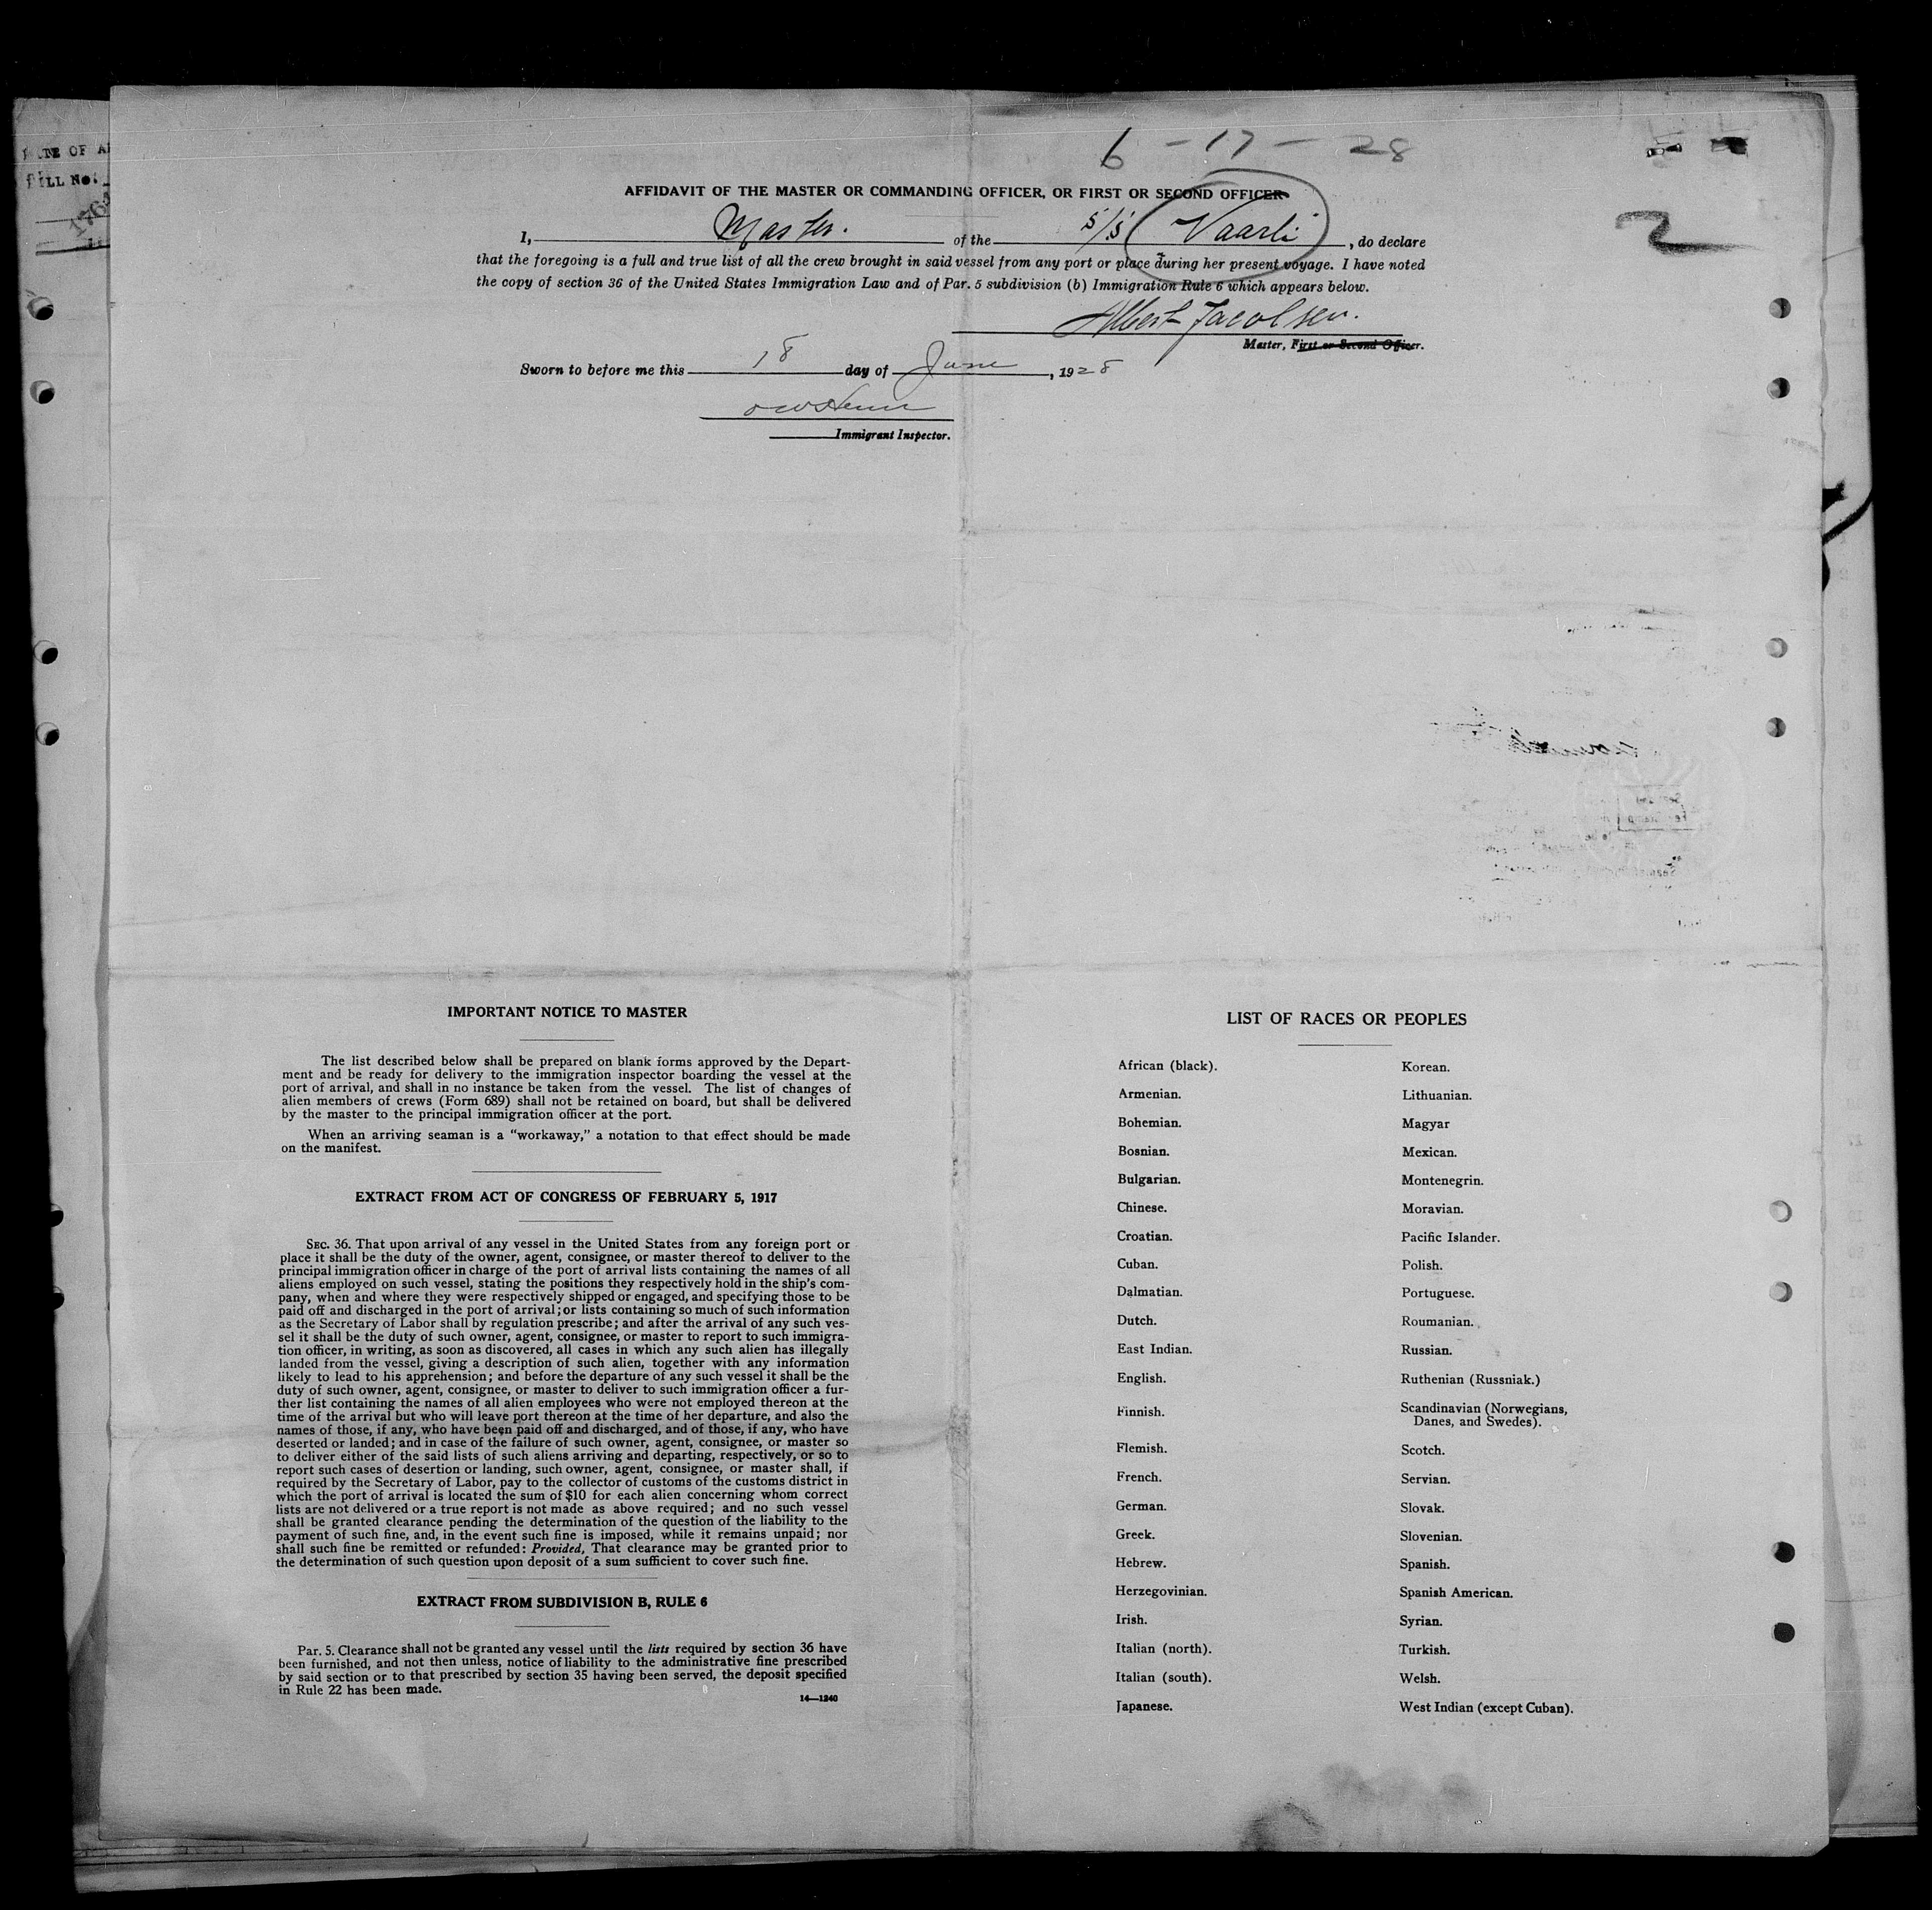 6 - 17 - 28
AFFIDAVIT OF THE MASTER OR COMMANDING OFFICER, OR FIRST OR SECOND OFFICER
2
I, Master. of the S/S Vaarli, do declare
that the foregoing is a full and true list of all the crew brought in said vessel from any port or place during her present voyage. I have noted
the copy of section 36 of the United States Immigration Law and of Par. 5 subdivision (b) Immigration Rule 6 which appears below.
Albert Jacobsen.
Master, First or Second Officer.
Sworn to before me this 18 day of June, 1928
Immigrant Inspector.
IMPORTANT NOTICE TO MASTER
The list described below shall be prepared on blank forms approved by the Depart-
ment and be ready for delivery to the immigration inspector boarding the vessel at the
port of arrival, and shall in no instance be taken from the vessel. The list of changes of
alien members of crews (Form 689) shall not be retained on board, but shall be delivered
by the master to the principal immigration officer at the port.
When an arriving seaman is a “workaway,” a notation to that effect should be made
on the manifest.
EXTRACT FROM ACT OF CONGRESS OF FEBRUARY 5, 1917
SEC. 36. That upon arrival of any vessel in the United States from any foreign port or
place it shall be the duty of the owner, agent, consignee, or master thereof to deliver to the
principal immigration officer in charge of the port of arrival lists containing the names of all
aliens employed on such vessel, stating the positions they respectively hold in the ship's com-
pany, when and where they were respectively shipped or engaged, and specifying those to be
paid off and discharged in the port of arrival; or lists containing so much of such information
as the Secretary of Labor shall by regulation prescribe; and after the arrival of any such ves-
sel it shall be the duty of such owner, agent, consignee, or master to report to such immigra-
tion officer, in writing, as soon as discovered, all cases in which any such alien has illegally
landed from the vessel, giving a description of such alien, together with any information
likely to lead to his apprehension; and before the departure of any such vessel it shall be the
duty of such owner, agent, consignee, or master to deliver to such immigration officer a fur-
ther list containing the names of all alien employees who were not employed thereon at the
time of the arrival but who will leave port thereon at the time of her departure, and also the
names of those, if any, who have been paid off and discharged, and of those, if any, who have
deserted or landed; and in case of the failure of such owner, agent, consignee, or master so
to deliver either of the said lists of such aliens arriving and departing, respectively, or so to
report such cases of desertion or landing, such owner, agent, consignee, or master shall, if
required by the Secretary of Labor, pay to the collector of customs of the customs district in
which the port of arrival is located the sum of $10 for each alien concerning whom correct
lists are not delivered or a true report is not made as above required; and no such vessel
shall be granted clearance pending the determination of the question of the liability to the
payment of such fine, and, in the event such fine is imposed, while it remains unpaid; nor
shall such fine be remitted or refunded: Provided, That clearance may be granted prior to
the determination of such question upon deposit of a sum sufficient to cover such fine.
EXTRACT FROM SUBDIVISION B, RULE 6
Par. 5. Clearance shall not be granted any vessel until the lists required by section 36 have
been furnished, and not then unless, notice of liability to the administrative fine prescribed
by said section or to that prescribed by section 35 having been served, the deposit specified
in Rule 22 has been made.
14—1240
LIST OF RACES OR PEOPLES
African (black).
Armenian.
Bohemian.
Bosnian.
Bulgarian.
Chinese.
Croatian.
Cuban.
Dalmatian.
Dutch.
East Indian.
English.
Finnish.
Flemish.
French.
German.
Greek.
Hebrew.
Herzegovinian.
Irish.
Italian (north).
Italian (south).
Japanese.
Korean.
Lithuanian.
Magyar
Mexican.
Montenegrin.
Moravian.
Pacific Islander.
Polish.
Portuguese.
Roumanian.
Russian.
Ruthenian (Russniak.)
Scandinavian (Norwegians,
Danes, and Swedes).
Scotch.
Servian.
Slovak.
Slovenian.
Spanish.
Spanish American.
Syrian.
Turkish.
Welsh.
West Indian (except Cuban).